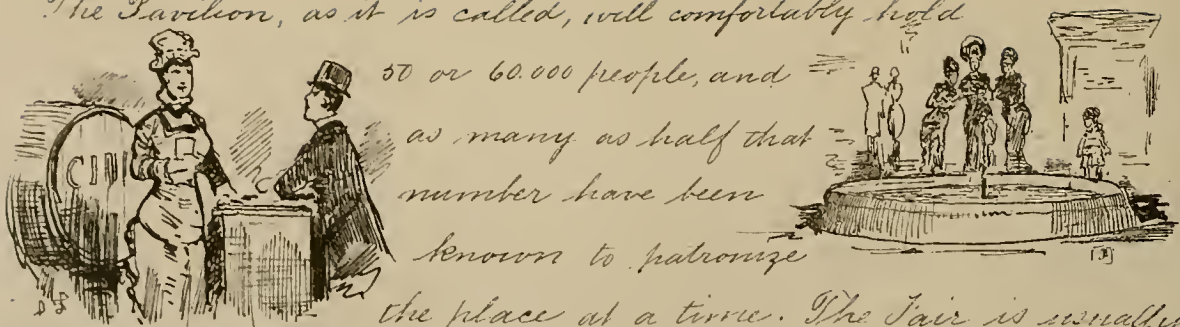 The Pavilion, as it is called, will comfortably hold
50 or 60.000 people, and
as many as half that
number have been
known to patronize
the place at a time. The Fair is usually
CIN